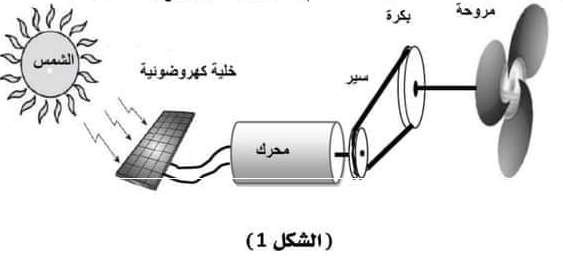 مروحة
بكرة
الشمس
خلية كهروضوئية
سير
محرك
(الشكل 1)